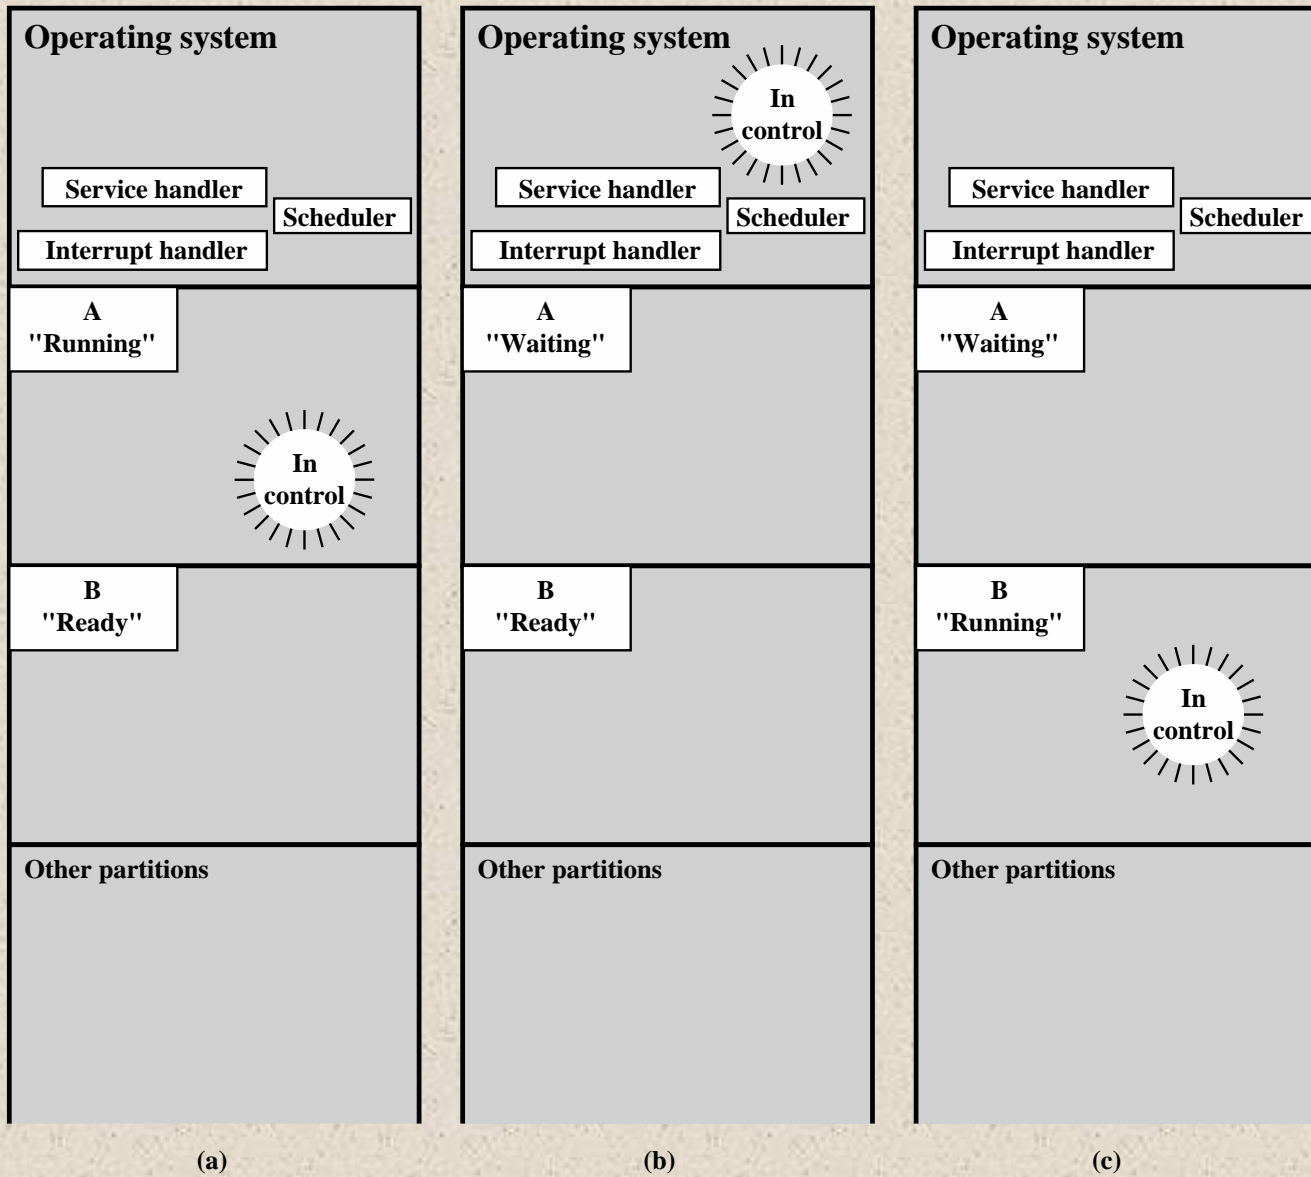 Operating system
Service handler
Scheduler
Interrupt handler
A
"Running"
In
control
B
"Ready"
Other partitions
(a)
Operating system
In
control
Service handler
Scheduler
Interrupt handler
A
"Waiting"
B
"Ready"
Other partitions
(b)
Operating system
Service handler
Scheduler
Interrupt handler
A
"Waiting"
B
"Running"
In
control
Other partitions
(c)